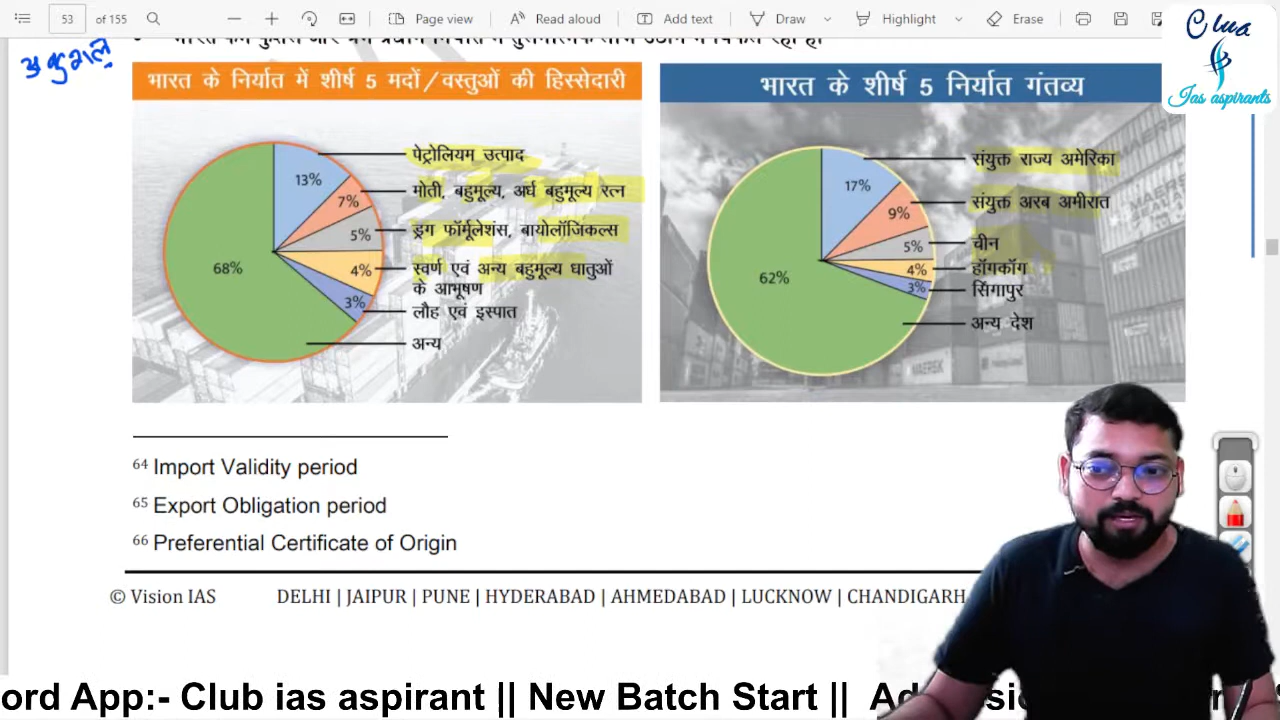 53 of 155
Page view
Read aloud
Add text
Draw
Highlight
Erase
Club
Ias aspirants
अकुशल
भारत के निर्यात में शीर्ष 5 मदों/वस्तुओं की हिस्सेदारी
13%
7%
5%
4%
3%
68%
पेट्रोलियम उत्पाद
मोती, बहुमूल्य, अर्ध बहुमूल्य रत्न
ड्रग फॉर्मूलेशंस, बायोलॉजिकल्स
स्वर्ण एवं अन्य बहुमूल्य धातुओं
के आभूषण
लौह एवं इस्पात
अन्य
भारत के शीर्ष 5 निर्यात गंतव्य
17%
9%
5%
4%
3%
62%
संयुक्त राज्य अमेरिका
संयुक्त अरब अमीरात
चीन
हॉगकॉग
सिंगापुर
अन्य देश
MAERSK
64 Import Validity period
65 Export Obligation period
66 Preferential Certificate of Origin
© Vision IAS DELHI | JAIPUR | PUNE | HYDERABAD | AHMEDABAD | LUCKNOW | CHANDIGARH
ord App:- Club ias aspirant || New Batch Start ||